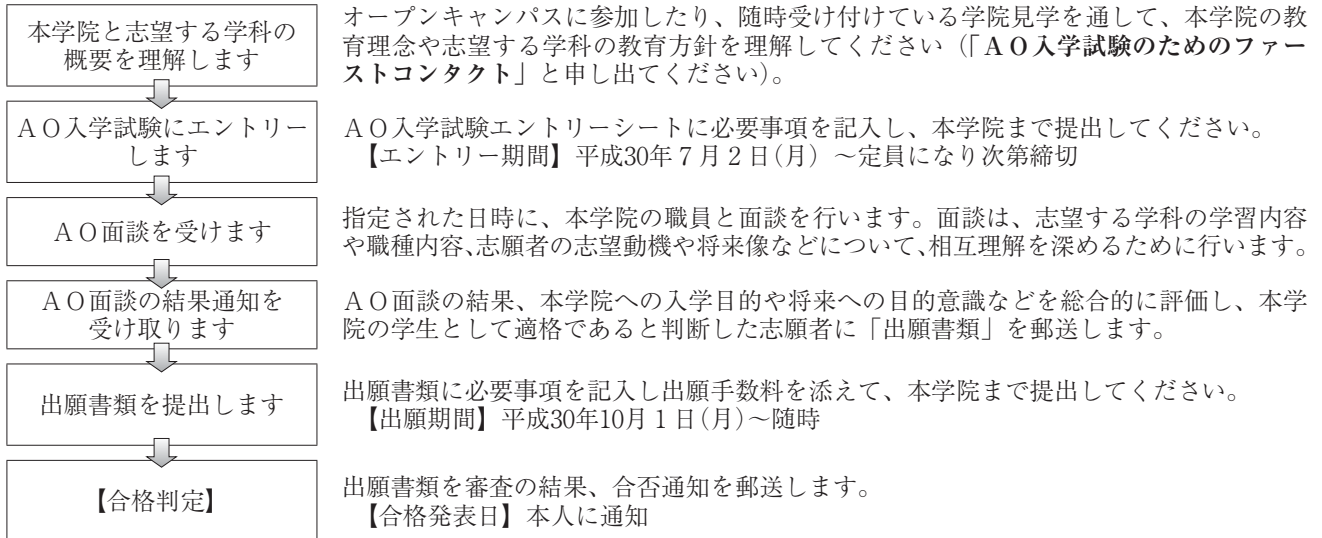 本学院と志望する学科の
概要を理解します
オープンキャンパスに参加したり、随時受け付けている学院見学を通して、本学院の教
育理念や志望する学科の教育方針を理解してください（「ＡＯ入学試験のためのファー
ストコンタクト」と申し出てください）。
ＡＯ入学試験にエントリー
します
ＡＯ入学試験エントリーシートに必要事項を記入し、本学院まで提出してください。
【エントリー期間】平成30年７月２日(月）～定員になり次第締切
ＡＯ面談を受けます
指定された日時に、本学院の職員と面談を行います。面談は、志望する学科の学習内容
や職種内容、志願者の志望動機や将来像などについて、相互理解を深めるために行います。
ＡＯ面談の結果通知を
受け取ります
ＡＯ面談の結果、本学院への入学目的や将来への目的意識などを総合的に評価し、本学
院の学生として適格であると判断した志願者に「出願書類」を郵送します。
出願書類を提出します
出願書類に必要事項を記入し出願手数料を添えて、本学院まで提出してください。
【出願期間】平成30年10月１日(月)～随時
【合格判定】
出願書類を審査の結果、合否通知を郵送します。
【合格発表日】本人に通知